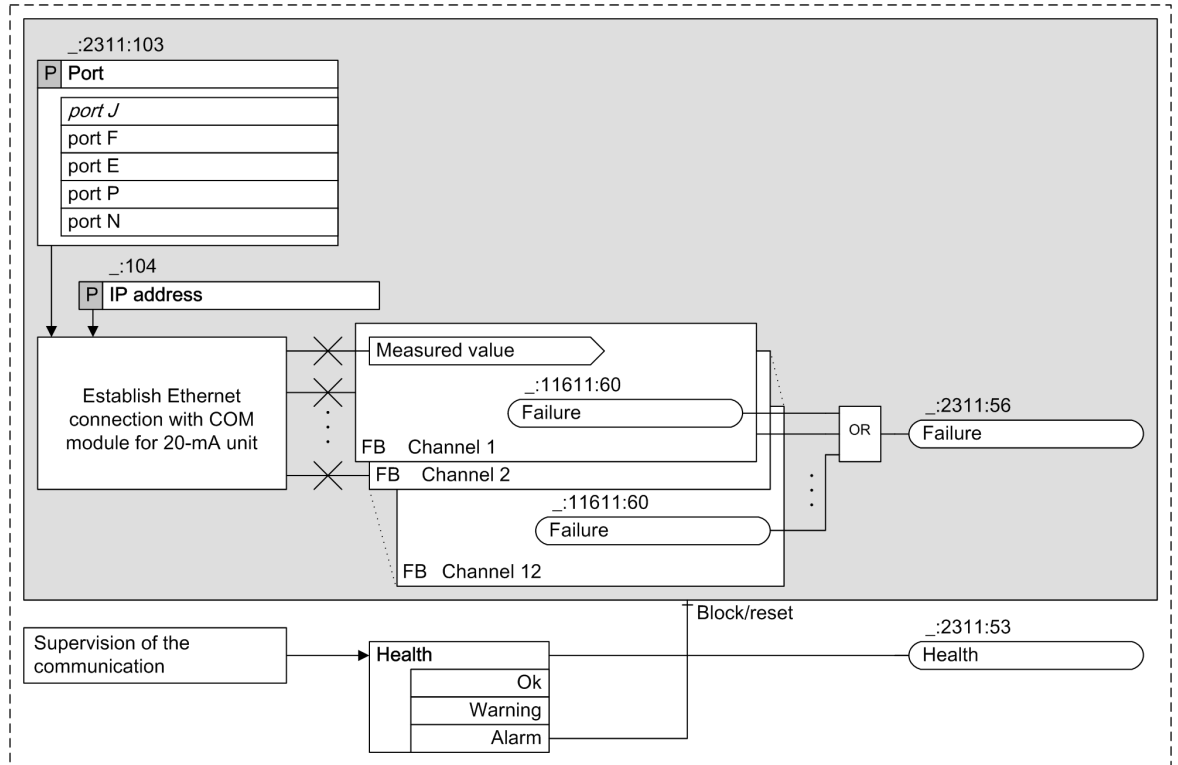 _:2311:103
P Port
port J
port F
port E
port P
port N
_:104
P IP address
Establish Ethernet
connection with COM
module for 20-mA unit
Measured value
_:11611:60
Failure
FB Channel 1
FB Channel 2
_:11611:60
Failure
FB Channel 12
OR
_:2311:56
Failure
Block/reset
Supervision of the
communication
Health
Ok
Warning
Alarm
_:2311:53
Health